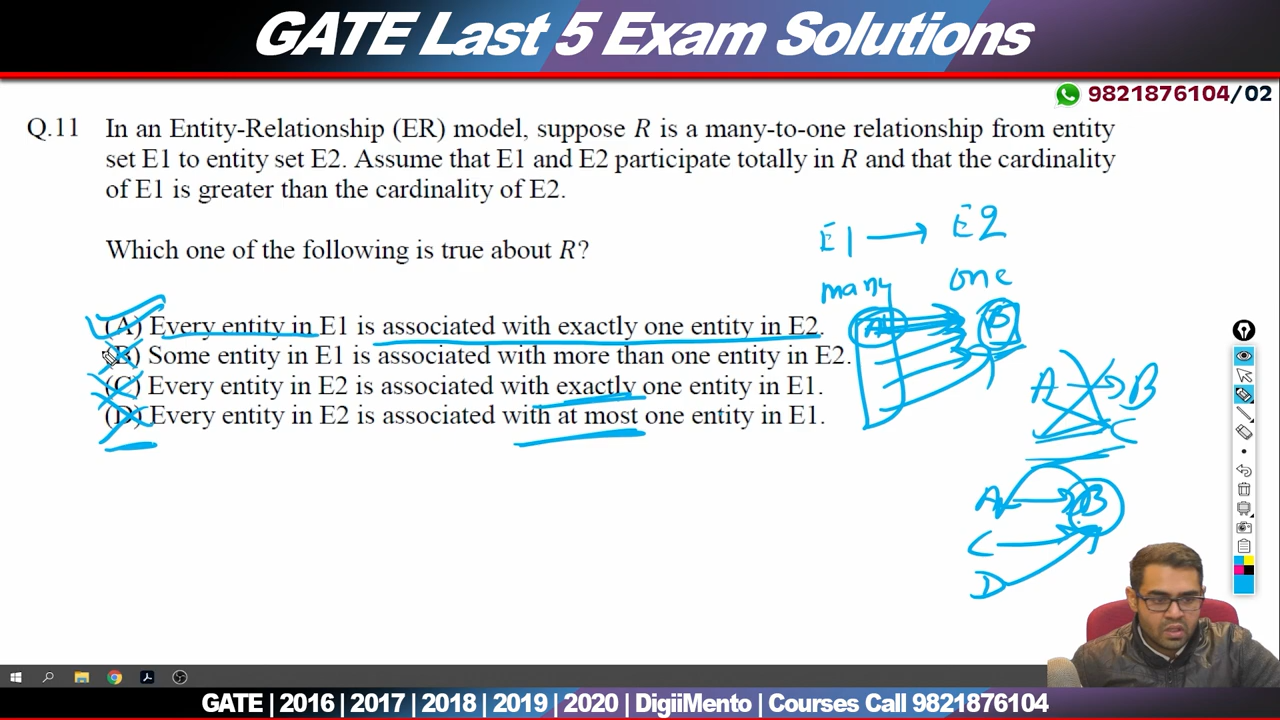 GATE Last 5 Exam Solutions
9821876104/02
Q.11 In an Entity-Relationship (ER) model, suppose R is a many-to-one relationship from entity
set E1 to entity set E2. Assume that E1 and E2 participate totally in R and that the cardinality
of E1 is greater than the cardinality of E2.
Which one of the following is true about R?
E1 → E2
many one
(A) Every entity in E1 is associated with exactly one entity in E2.
(B) Some entity in E1 is associated with more than one entity in E2.
(C) Every entity in E2 is associated with exactly one entity in E1.
(D) Every entity in E2 is associated with at most one entity in E1.
A B
A B
C
A B
C
D
GATE | 2016 | 2017 | 2018 | 2019 | 2020 | DigiiMento | Courses Call 9821876104